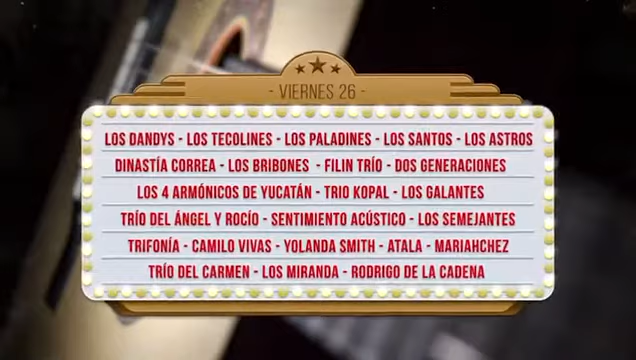 - VIERNES 26 -
LOS DANDYS - LOS TECOLINES - LOS PALADINES - LOS SANTOS - LOS ASTROS
DINASTÍA CORREA - LOS BRIBONES - FILIN TRÍO - DOS GENERACIONES
LOS 4 ARMÓNICOS DE YUCATÁN - TRIO KOPAL - LOS GALANTES
TRÍO DEL ÁNGEL Y ROCÍO - SENTIMIENTO ACÚSTICO - LOS SEMEJANTES
TRIFONÍA - CAMILO VIVAS - YOLANDA SMITH - ATALA - MARIAHCHEZ
TRÍO DEL CARMEN - LOS MIRANDA - RODRIGO DE LA CADENA